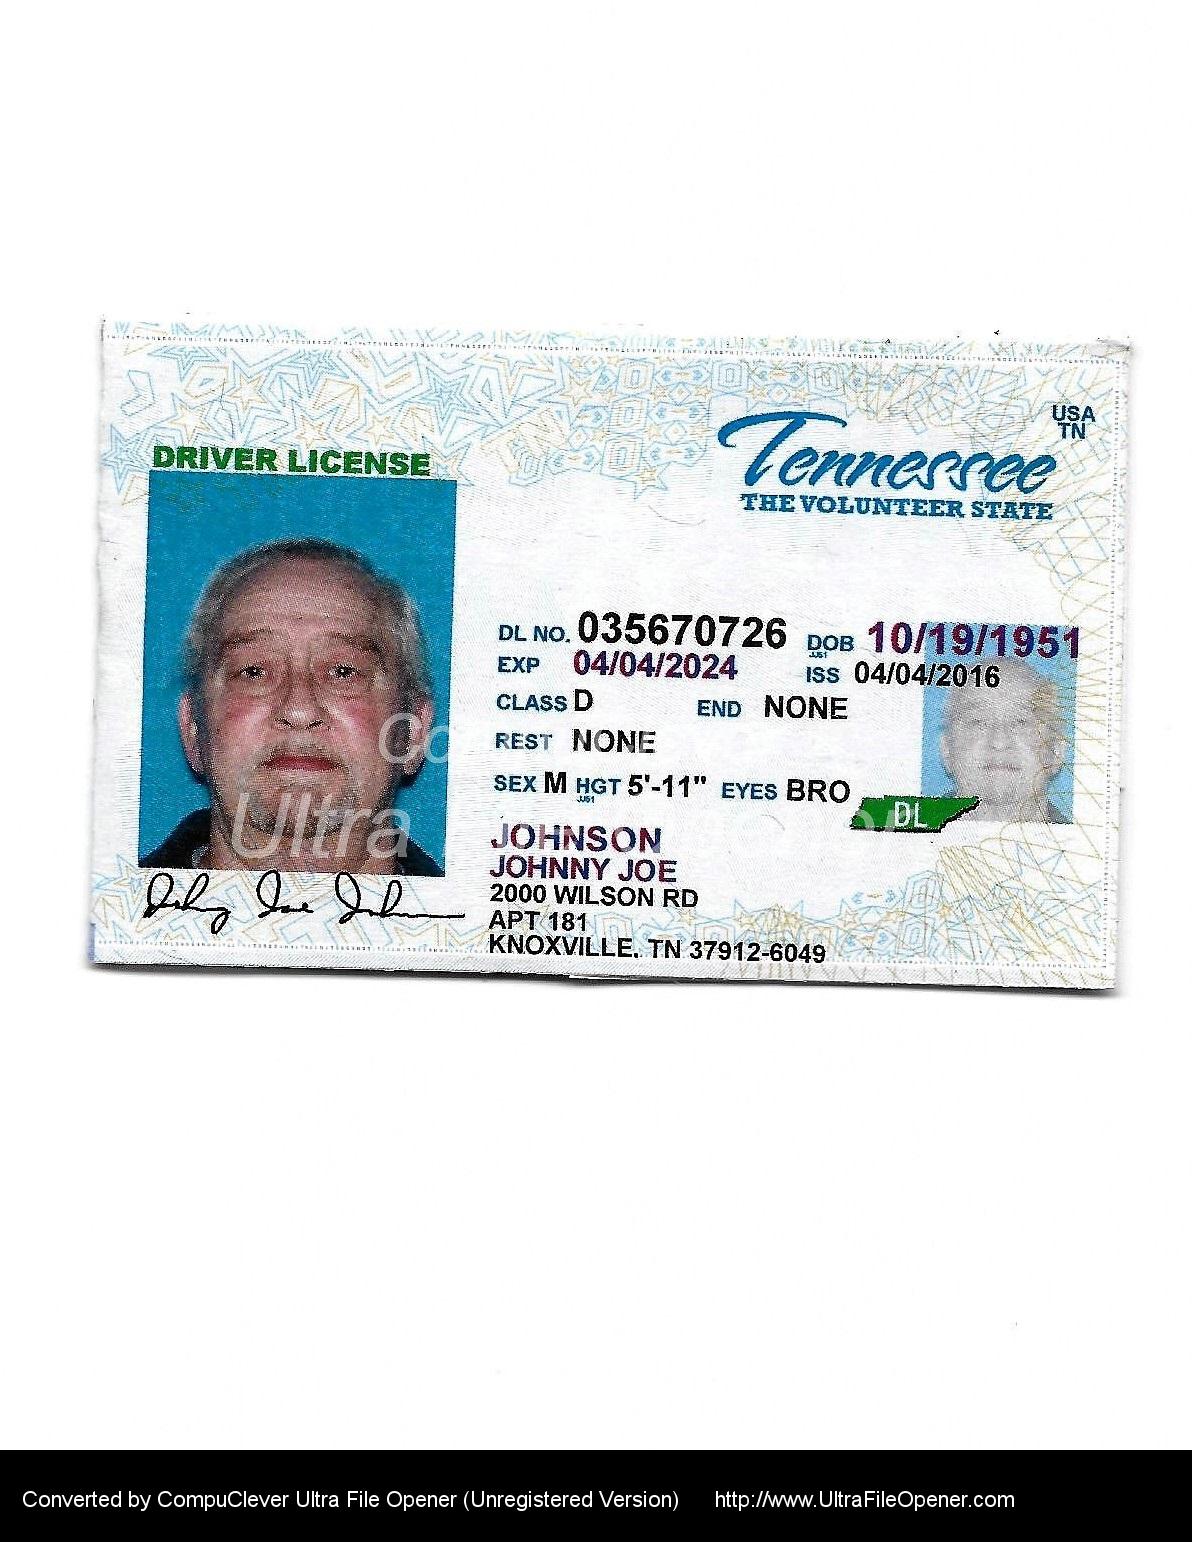 USA
TN
Tennessee
THE VOLUNTEER STATE
DRIVER LICENSE
DL NO. 035670726 DOB 10/19/1951
EXP 04/04/2024 ISS 04/04/2016
CLASS D END NONE
REST NONE
SEX M HGT 5'-11" EYES BRO
DL
JOHNSON
JOHNNY JOE
2000 WILSON RD
APT 181
KNOXVILLE, TN 37912-6049
Johnny Joe Johnson
Ultra
Converted by CompuClever Ultra File Opener (Unregistered Version) http://www.UltraFileOpener.com